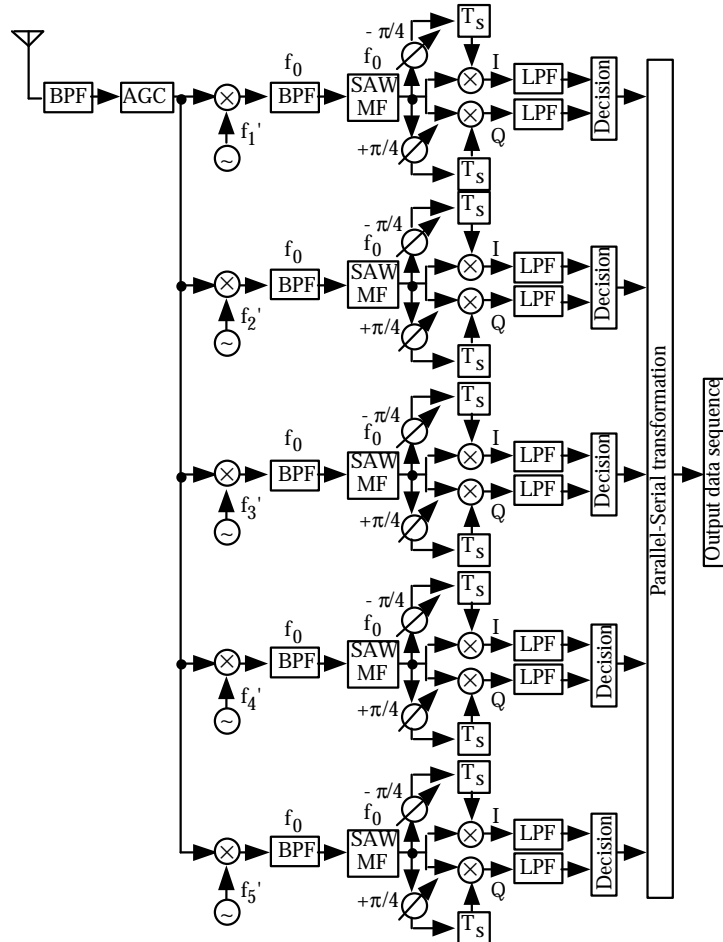 BPF
AGC
f1'
f0
BPF
f0
SAW
MF
- π/4
+π/4
Ts
Ts
I
Q
LPF
LPF
Decision
f2'
f0
BPF
f0
SAW
MF
- π/4
+π/4
Ts
Ts
I
Q
LPF
LPF
Decision
f3'
f0
BPF
f0
SAW
MF
- π/4
+π/4
Ts
Ts
I
Q
LPF
LPF
Decision
f4'
f0
BPF
f0
SAW
MF
- π/4
+π/4
Ts
Ts
I
Q
LPF
LPF
Decision
f5'
f0
BPF
f0
SAW
MF
- π/4
+π/4
Ts
Ts
I
Q
LPF
LPF
Decision
Parallel-Serial transformation
Output data sequence